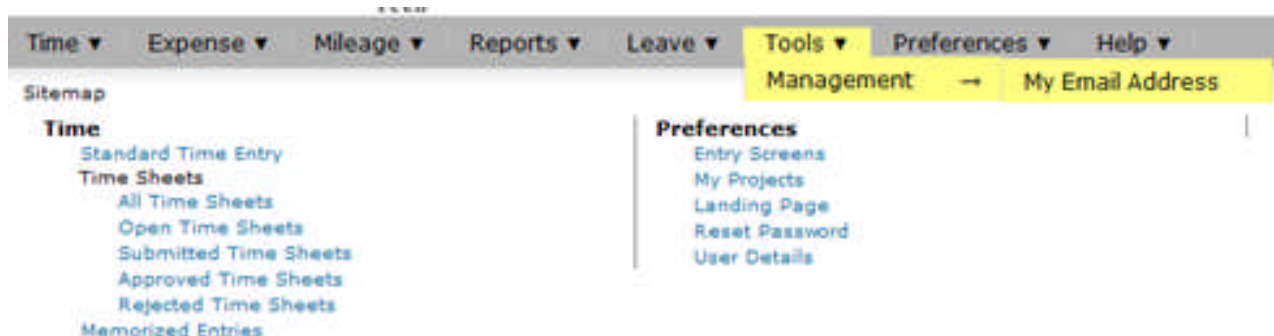 Time ▼ Expense ▼ Mileage ▼ Reports ▼ Leave ▼ Tools ▼ Preferences ▼ Help ▼
Management → My Email Address
Sitemap
Time
Standard Time Entry
Time Sheets
All Time Sheets
Open Time Sheets
Submitted Time Sheets
Approved Time Sheets
Rejected Time Sheets
Memorized Entries
Preferences
Entry Screens
My Projects
Landing Page
Reset Password
User Details